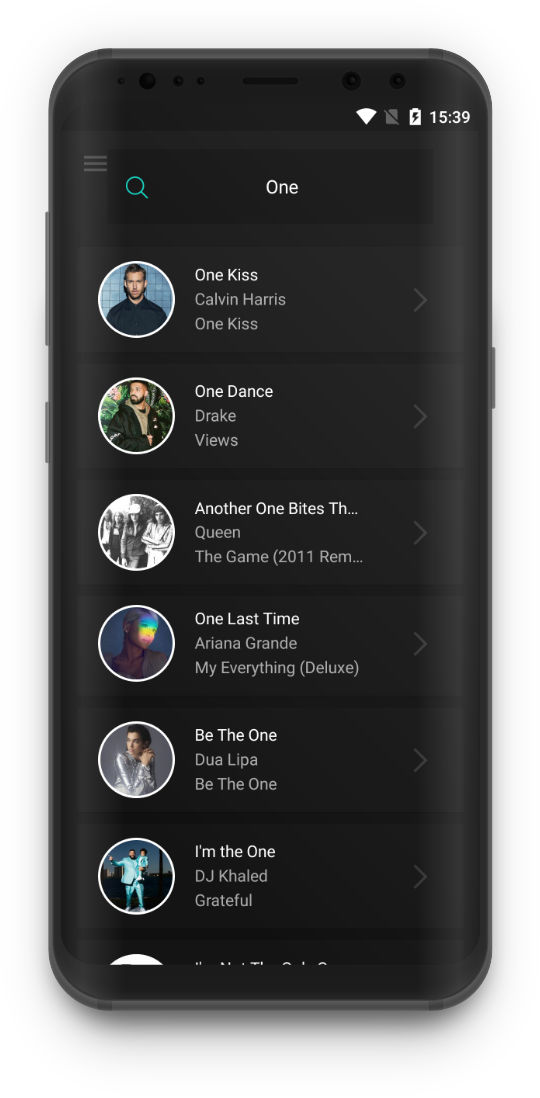 15:39
One
One Kiss
Calvin Harris
One Kiss
One Dance
Drake
Views
Another One Bites Th...
Queen
The Game (2011 Rem...
One Last Time
Ariana Grande
My Everything (Deluxe)
Be The One
Dua Lipa
Be The One
I'm the One
DJ Khaled
Grateful